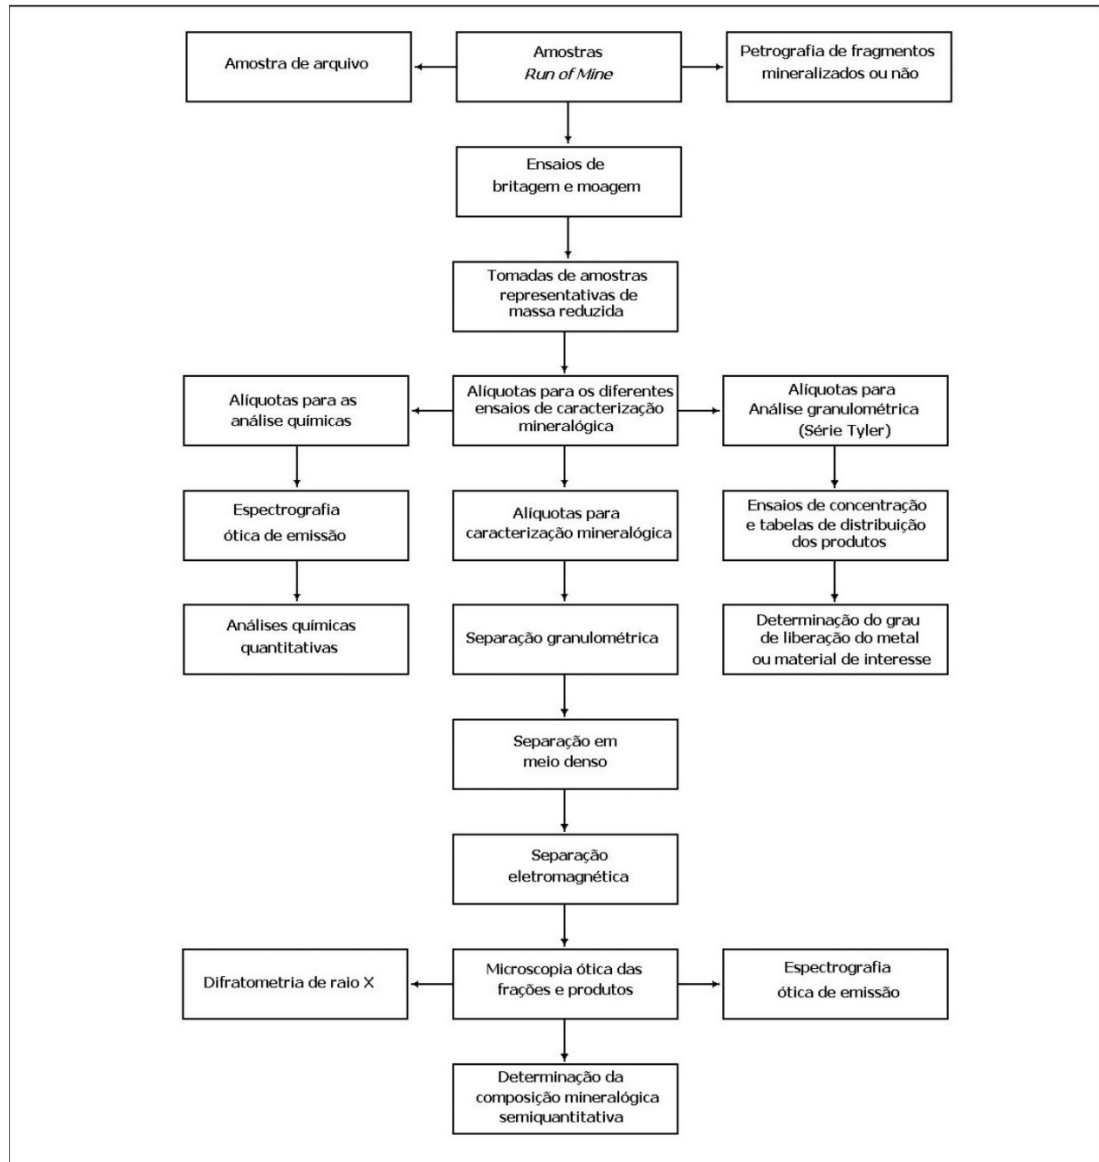 Amostra de arquivo
Amostras
Run of Mine
Petrografia de fragmentos
mineralizados ou não
Ensaios de
britagem e moagem
Tomadas de amostras
representativas de
massa reduzida
Alíquotas para as
análise químicas
Alíquotas para os diferentes
ensaios de caracterização
mineralógica
Alíquotas para
Análise granulométrica
(Série Tyler)
Espectrografia
ótica de emissão
Alíquotas para
caracterização mineralógica
Ensaios de concentração
e tabelas de distribuição
dos produtos
Análises químicas
quantitativas
Separação granulométrica
Determinação do grau
de liberação do metal
ou material de interesse
Separação em
meio denso
Separação
eletromagnética
Difratometria de raio X
Microscopia ótica das
frações e produtos
Espectrografia
ótica de emissão
Determinação da
composição mineralógica
semiquantitativa